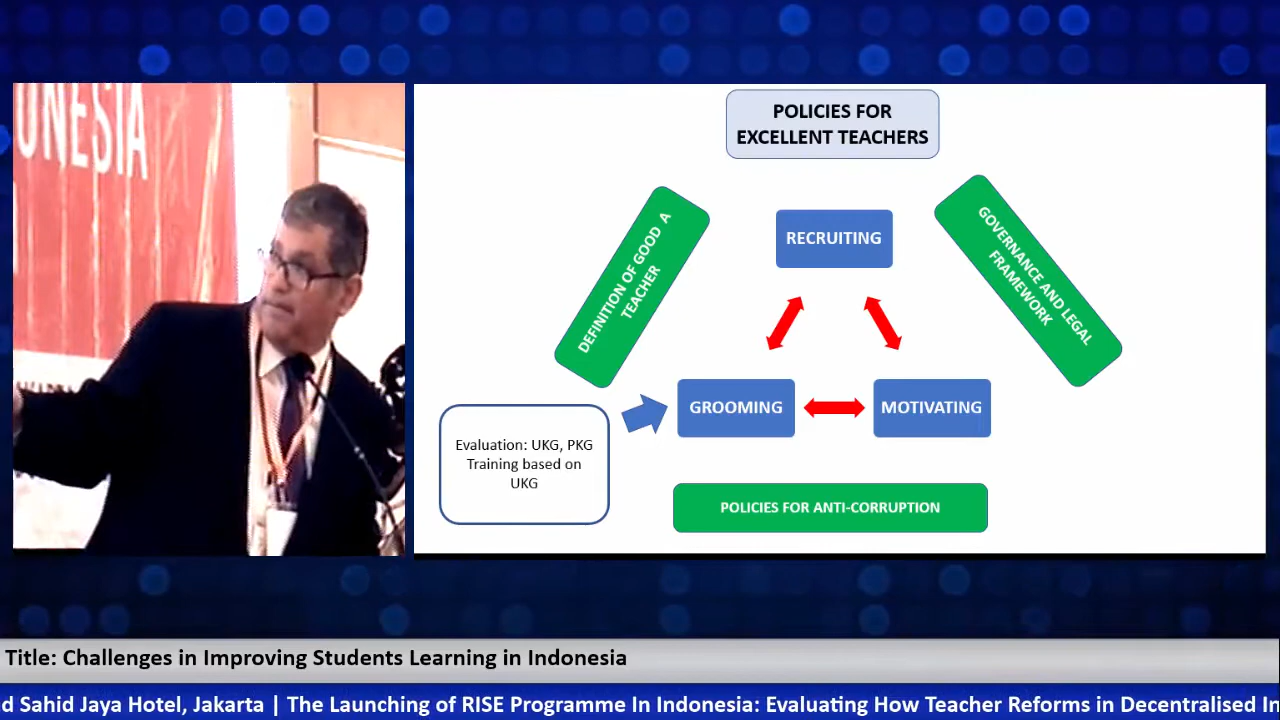 ONESIA
POLICIES FOR
EXCELLENT TEACHERS
DEFINITION OF GOOD A
TEACHER
RECRUITING
GOVERNANCE AND LEGAL
FRAMEWORK
GROOMING
MOTIVATING
Evaluation: UKG, PKG
Training based on
UKG
POLICIES FOR ANTI-CORRUPTION
Title: Challenges in Improving Students Learning in Indonesia
d Sahid Jaya Hotel, Jakarta | The Launching of RISE Programme In Indonesia: Evaluating How Teacher Reforms in Decentralised In